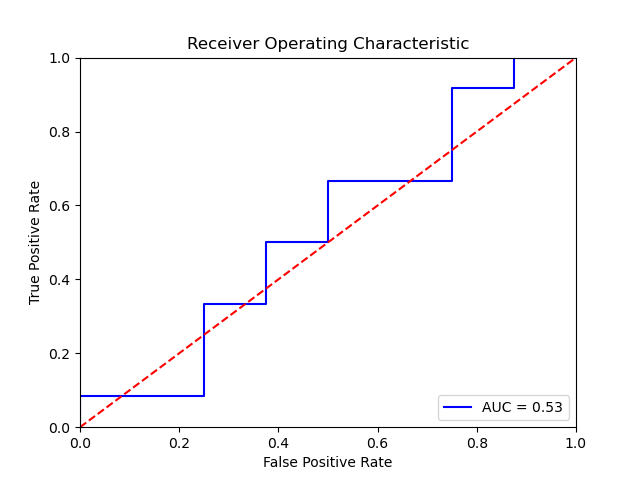 Receiver Operating Characteristic
True Positive Rate
1.0
0.8
0.6
0.4
0.2
0.0
0.0 0.2 0.4 0.6 0.8 1.0
False Positive Rate
AUC = 0.53